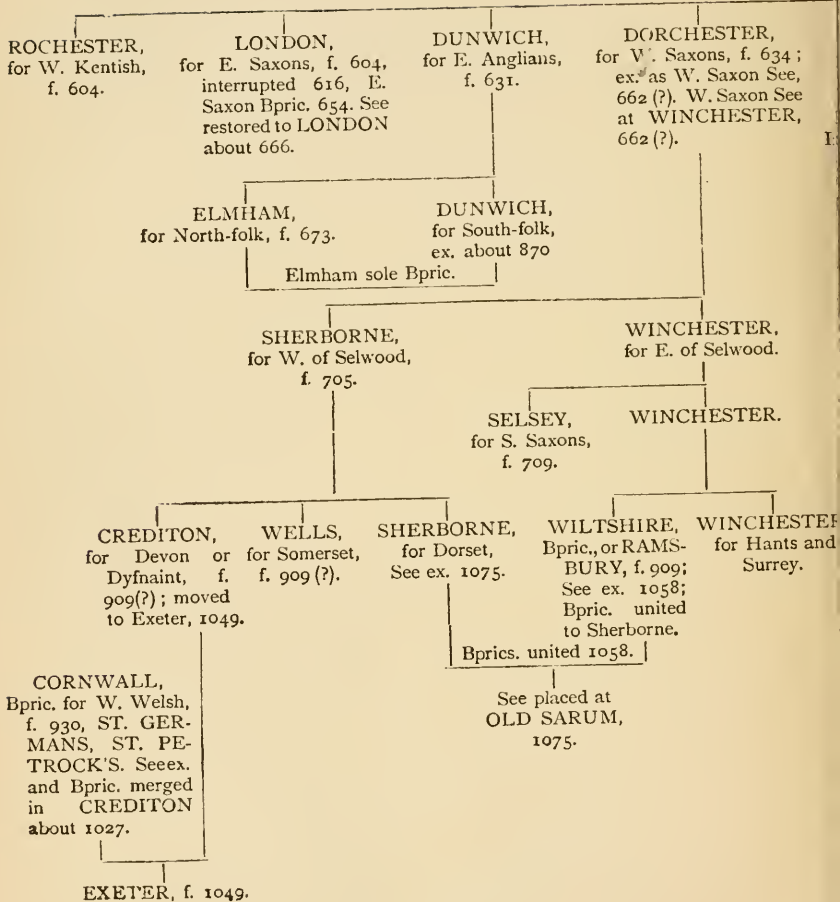 ROCHESTER,
for W. Kentish,
f. 604.
LONDON,
for E. Saxons, f. 604,
interrupted 616, E.
Saxon Bpric. 654. See
restored to LONDON
about 666.
DUNWICH,
for E. Anglians,
f. 631.
DORCHESTER,
for W. Saxons, f. 634;
ex. as W. Saxon See,
662 (?). W. Saxon See
at WINCHESTER,
662 (?).
ELMHAM,
for North-folk, f. 673.
DUNWICH,
for South-folk,
ex. about 870
Elmham sole Bpric.
SHERBORNE,
for W. of Selwood,
f. 705.
WINCHESTER,
for E. of Selwood.
SELSEY,
for S. Saxons,
f. 709.
WINCHESTER.
CREDITON,
for Devon or
Dyfnaint, f.
909(?); moved
to Exeter, 1049.
WELLS,
for Somerset,
f. 909 (?).
SHERBORNE,
for Dorset,
See ex. 1075.
WILTSHIRE,
Bpric., or RAMS-
BURY, f. 909;
See ex. 1058;
Bpric. united
to Sherborne.
WINCHESTER
for Hants and
Surrey.
Bprics. united 1058.
CORNWALL,
Bpric. for W. Welsh,
f. 930, ST. GER-
MANS, ST. PE-
TROCK'S. See ex.
and Bpric. merged
in CREDITON
about 1027.
See placed at
OLD SARUM,
1075.
EXETER, f. 1049.